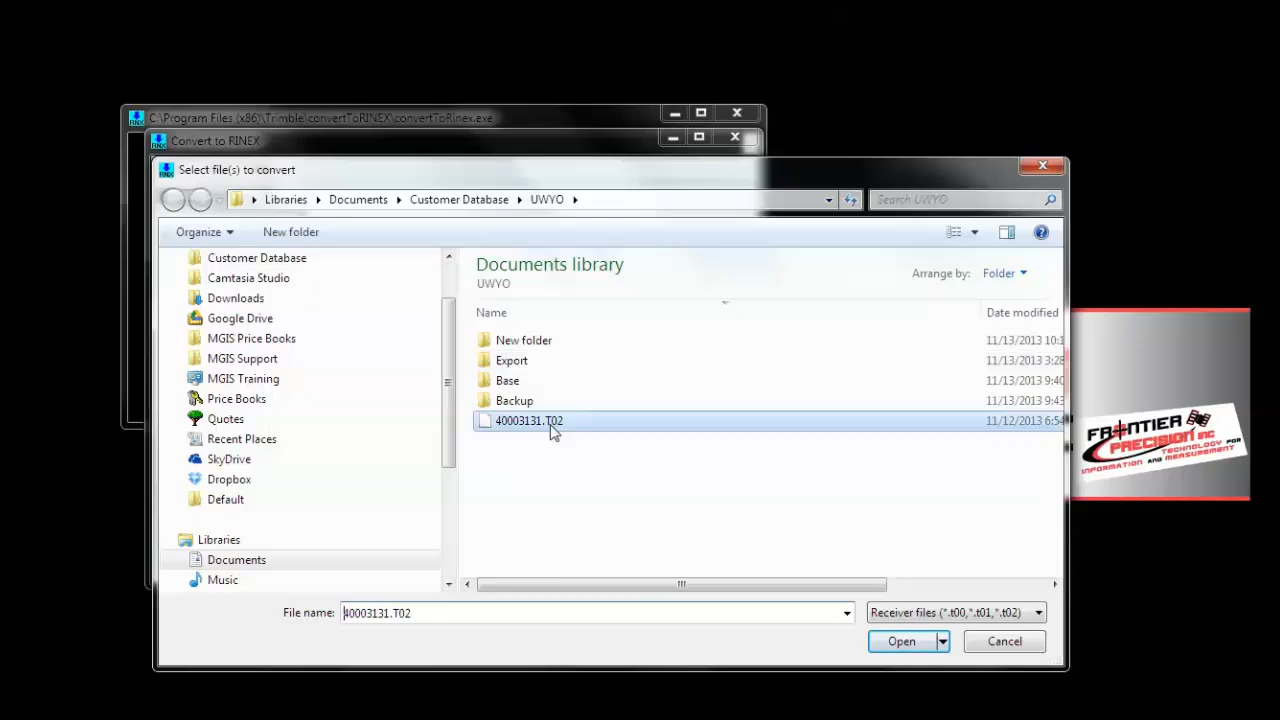 C:\Program Files (x86)\Trimble\convertToRINEX\convertToRinex.exe
Convert to RINEX
Select file(s) to convert
Libraries Documents Customer Database UWYO
Search UWYO
Organize New folder
Customer Database
Camtasia Studio
Downloads
Google Drive
MGIS Price Books
MGIS Support
MGIS Training
Price Books
Quotes
Recent Places
SkyDrive
Dropbox
Default
Libraries
Documents
Music
Documents library
UWYO
Arrange by: Folder
Name Date modified
New folder 11/13/2013 10:1
Export 11/13/2013 3:28
Base 11/13/2013 9:40
Backup 11/13/2013 9:43
40003131.T02 11/12/2013 6:54
File name: 40003131.T02
Receiver files (*.t00,*.t01,*.t02)
Open Cancel
FRONTIER
PRECISION INC
TECHNOLOGY FOR
INFORMATION AND MEASUREMENT